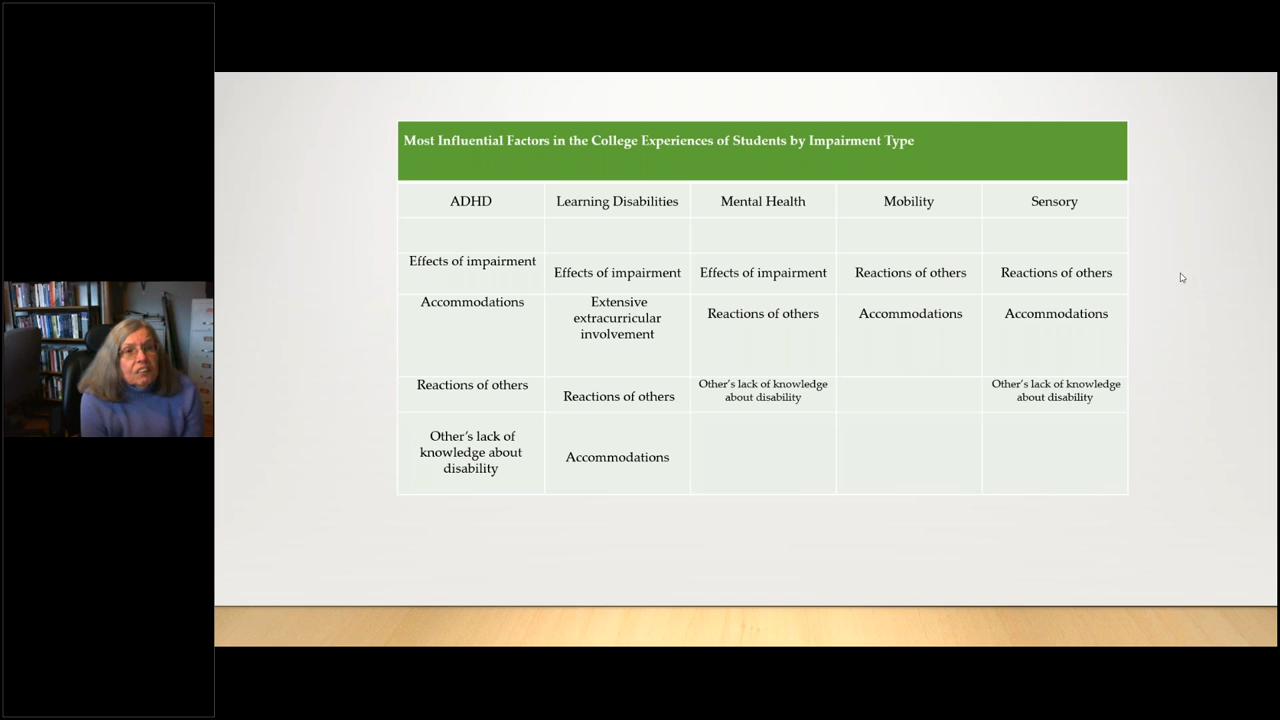 Most Influential Factors in the College Experiences of Students by Impairment Type
ADHD
Learning Disabilities
Mental Health
Mobility
Sensory
Effects of impairment
Effects of impairment
Effects of impairment
Reactions of others
Reactions of others
Accommodations
Extensive
extracurricular
involvement
Reactions of others
Accommodations
Accommodations
Reactions of others
Reactions of others
Other’s lack of knowledge
about disability
Other’s lack of knowledge
about disability
Other’s lack of
knowledge about
disability
Accommodations